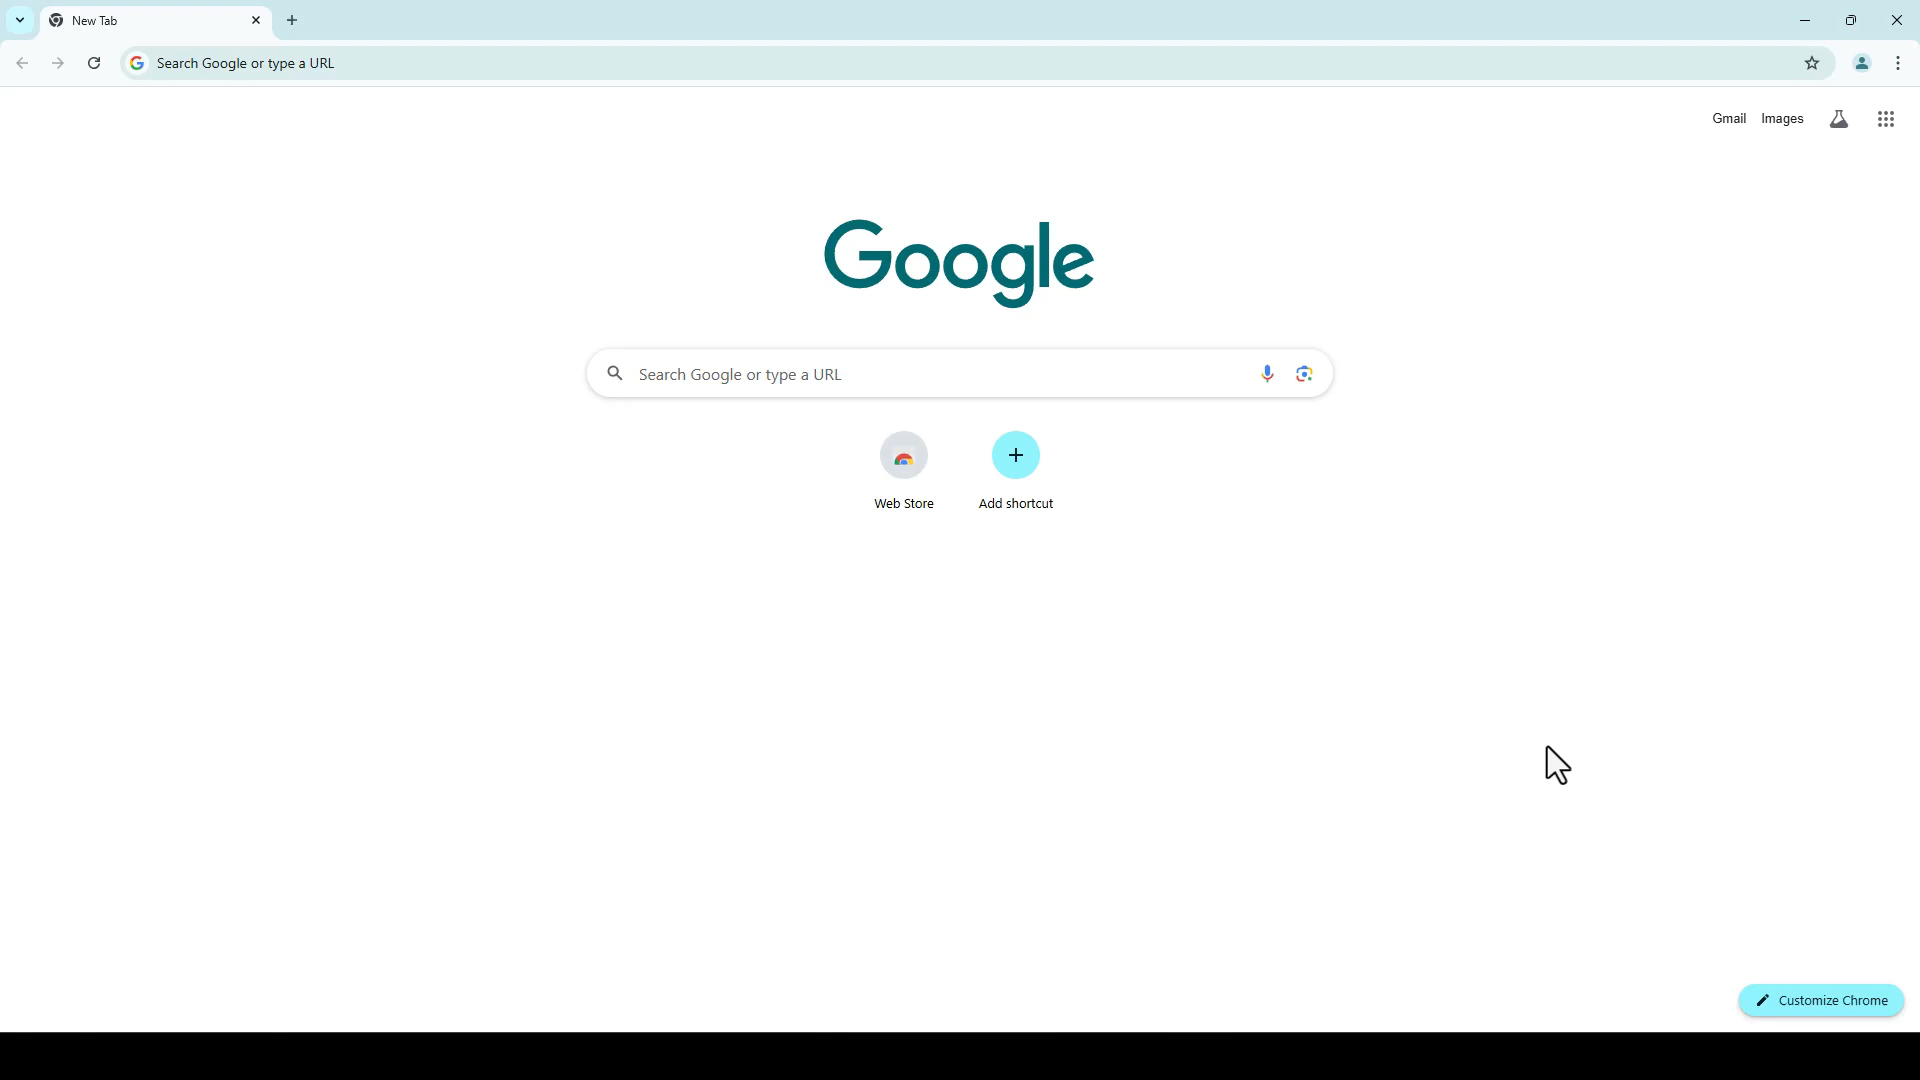 New Tab
Search Google or type a URL
Gmail Images
Google
Search Google or type a URL
Web Store Add shortcut
Customize Chrome